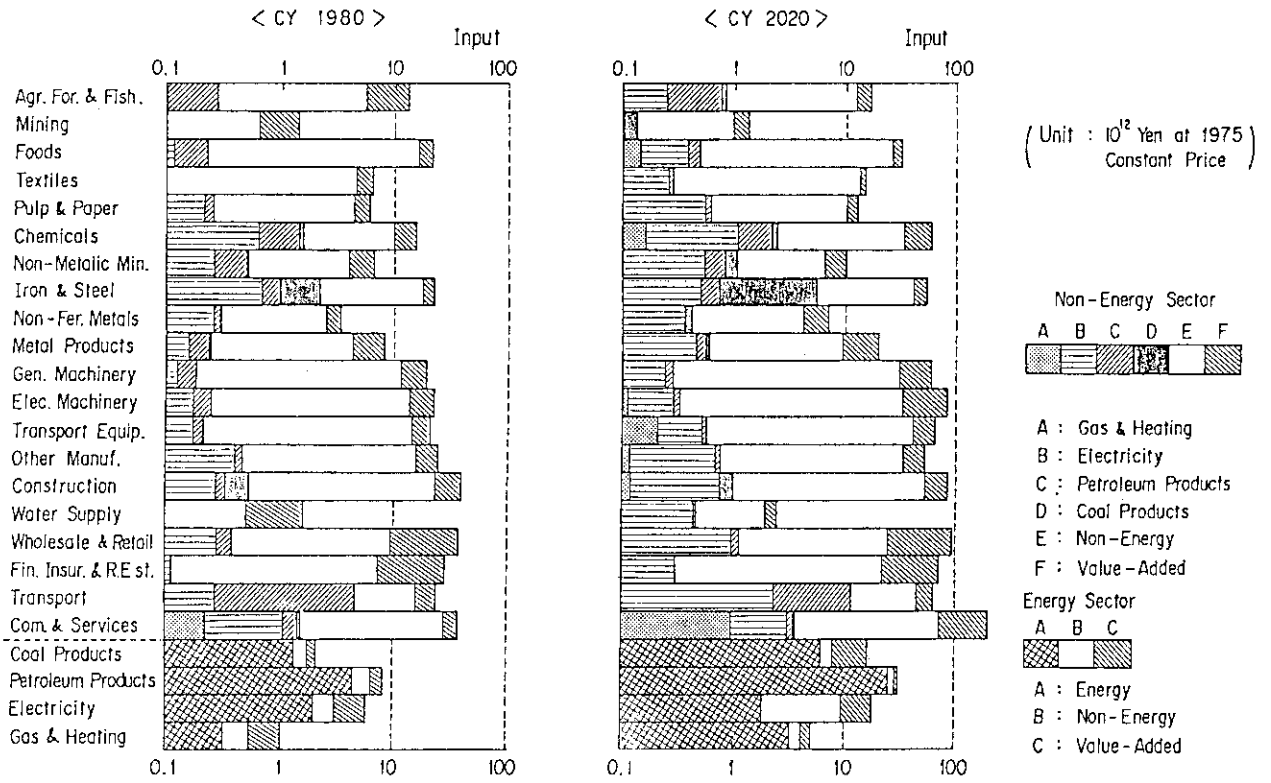 < CY 1980 >
Input
0.1 1 10 100
< CY 2020 >
Input
0.1 1 10 100
Agr. For. & Fish.
Mining
Foods
Textiles
Pulp & Paper
Chemicals
Non-Metalic Min.
Iron & Steel
Non-Fer. Metals
Metal Products
Gen. Machinery
Elec. Machinery
Transport Equip.
Other Manuf.
Construction
Water Supply
Wholesale & Retail
Fin. Insur. & R.E st.
Transport
Com. & Services
Coal Products
Petroleum Products
Electricity
Gas & Heating
0.1 1 10 100
0.1 1 10 100
( Unit : 10¹² Yen at 1975
Constant Price )
Non-Energy Sector
A B C D E F
A : Gas & Heating
B : Electricity
C : Petroleum Products
D : Coal Products
E : Non-Energy
F : Value-Added
Energy Sector
A B C
A : Energy
B : Non-Energy
C : Value-Added